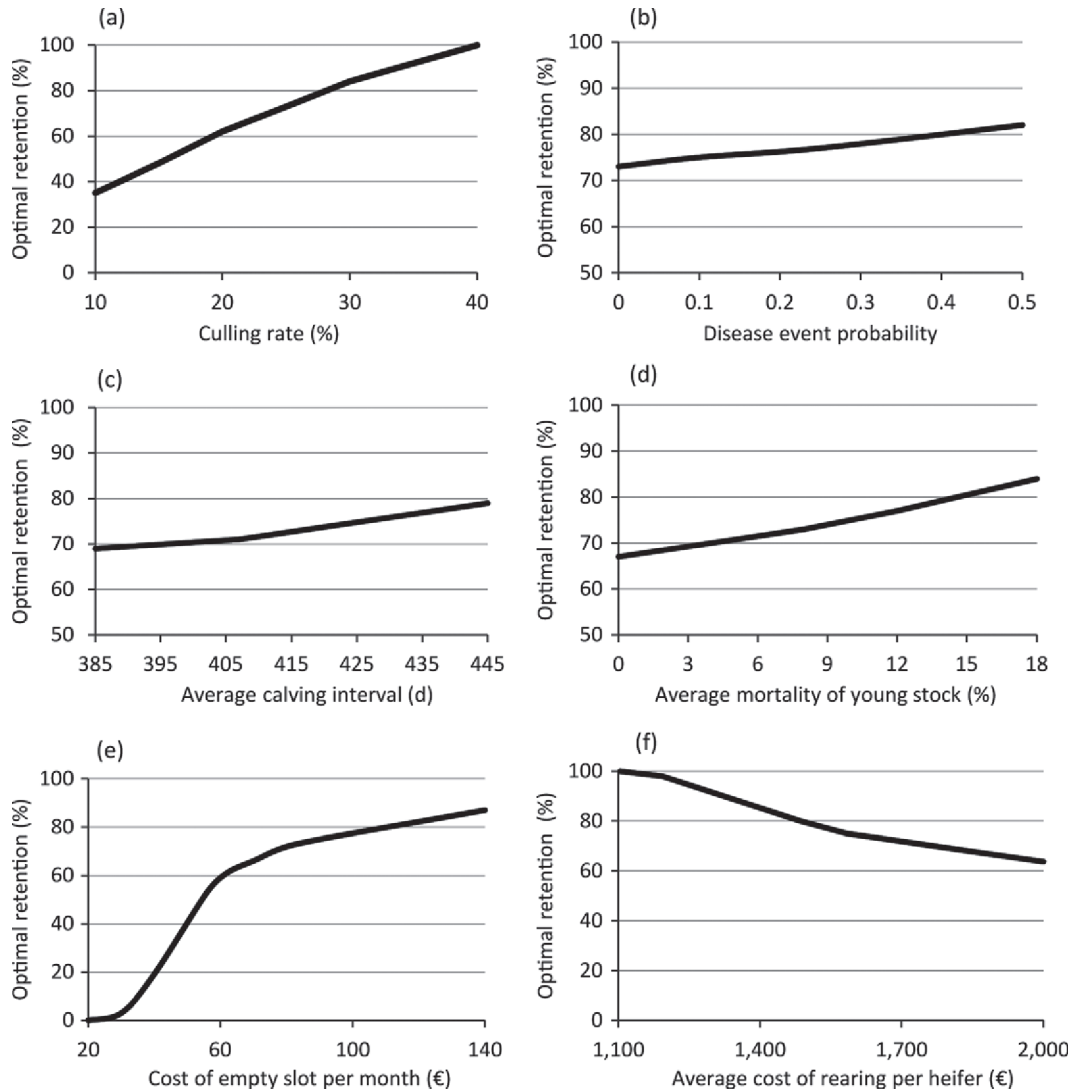 (a)
Optimal retention (%)
100
80
60
40
20
0
10 20 30 40
Culling rate (%)
(b)
Optimal retention (%)
100
90
80
70
60
50
0 0.1 0.2 0.3 0.4 0.5
Disease event probability
(c)
Optimal retention (%)
100
90
80
70
60
50
385 395 405 415 425 435 445
Average calving interval (d)
(d)
Optimal retention (%)
100
90
80
70
60
50
0 3 6 9 12 15 18
Average mortality of young stock (%)
(e)
Optimal retention (%)
100
80
60
40
20
0
20 60 100 140
Cost of empty slot per month (€)
(f)
Optimal retention (%)
100
80
60
40
20
0
1,100 1,400 1,700 2,000
Average cost of rearing per heifer (€)